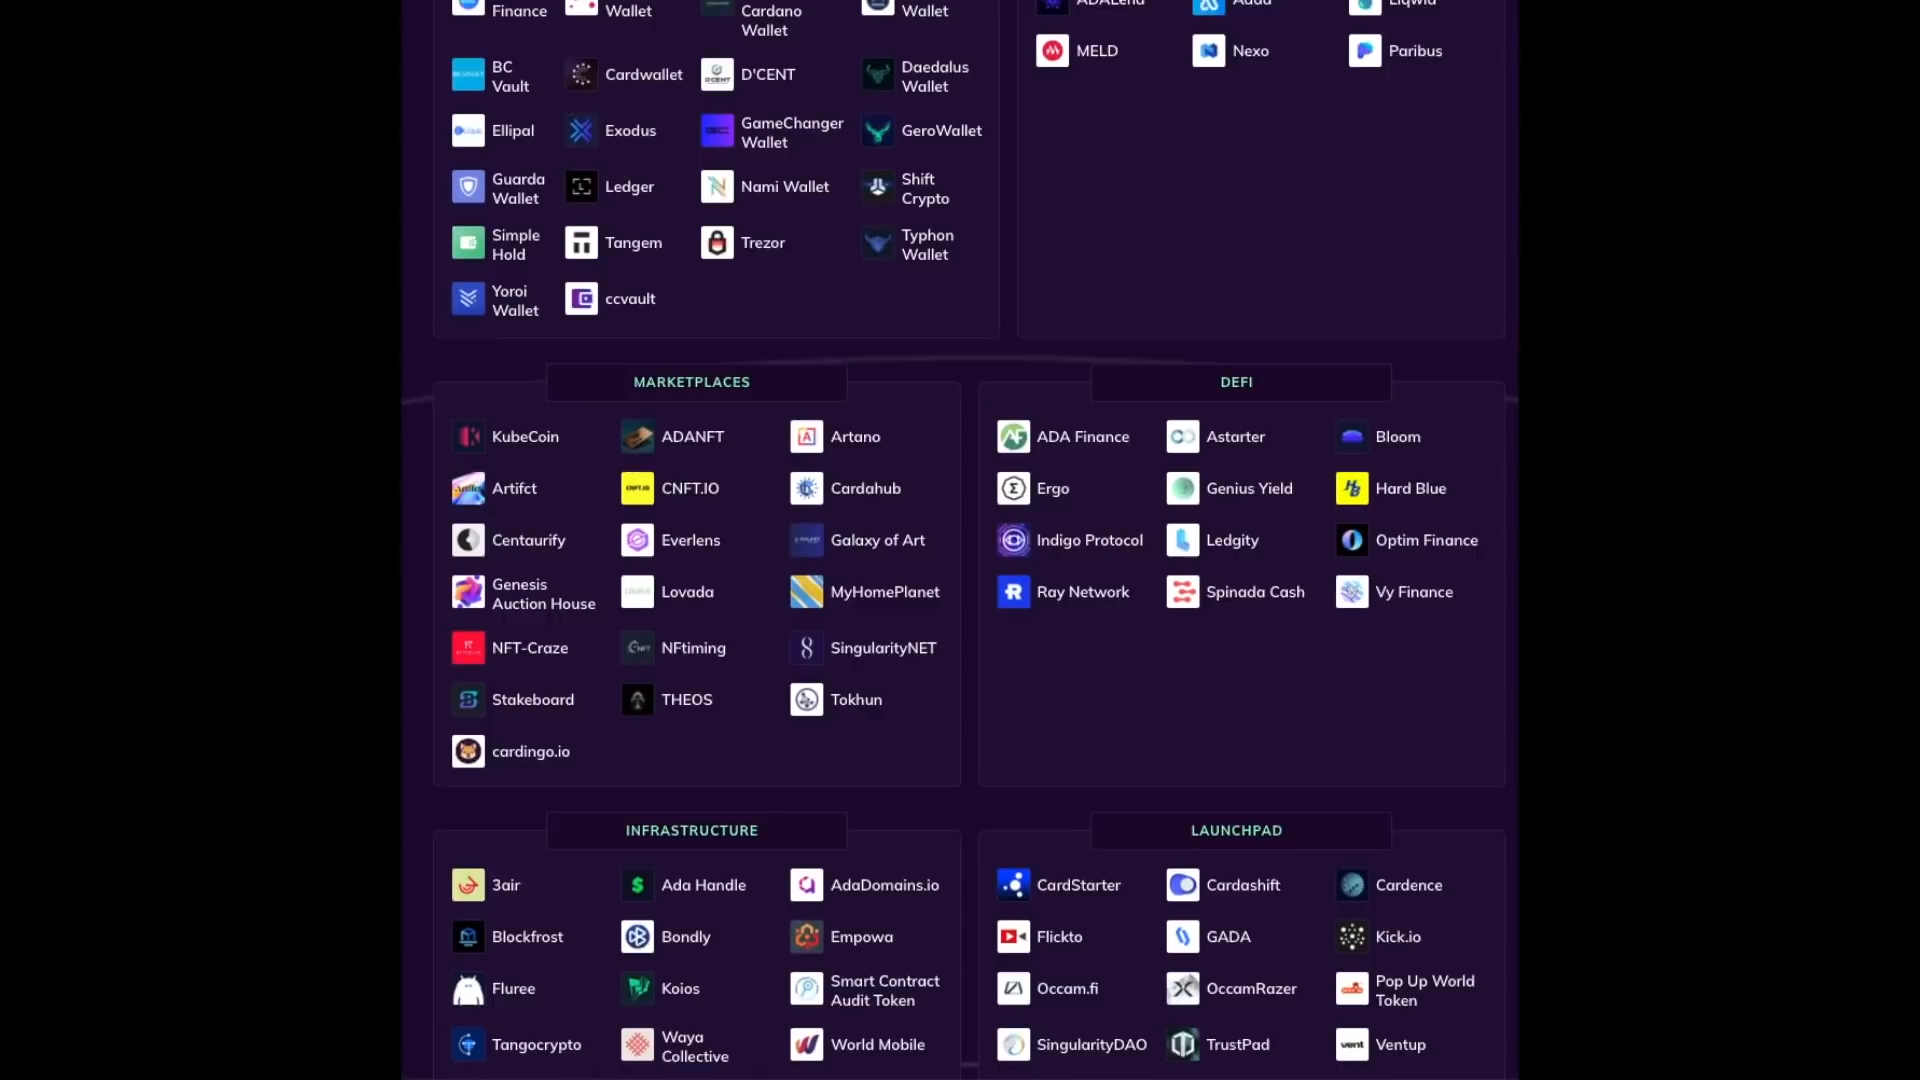 Finance
Wallet
Cardano
Wallet
Wallet
BC
Vault
Cardwallet
D'CENT
Daedalus
Wallet
Ellipal
Exodus
GameChanger
Wallet
GeroWallet
Guarda
Wallet
Ledger
Nami Wallet
Shift
Crypto
Simple
Hold
Tangem
Trezor
Typhon
Wallet
Yoroi
Wallet
ccvault
ADALend
Aada
Liqwid
MELD
Nexo
Paribus
MARKETPLACES
KubeCoin
ADANFT
Artano
Artifct
CNFT.IO
Cardahub
Centaurify
Everlens
Galaxy of Art
Genesis
Auction House
Lovada
MyHomePlanet
NFT-Craze
NFtiming
SingularityNET
Stakeboard
THEOS
Tokhun
cardingo.io
DEFI
ADA Finance
Astarter
Bloom
Ergo
Genius Yield
Hard Blue
Indigo Protocol
Ledgity
Optim Finance
Ray Network
Spinada Cash
Vy Finance
INFRASTRUCTURE
3air
Ada Handle
AdaDomains.io
Blockfrost
Bondly
Empowa
Fluree
Koios
Smart Contract
Audit Token
Tangocrypto
Waya
Collective
World Mobile
LAUNCHPAD
CardStarter
Cardashift
Cardence
Flickto
GADA
Kick.io
Occam.fi
OccamRazer
Pop Up World
Token
SingularityDAO
TrustPad
Ventup